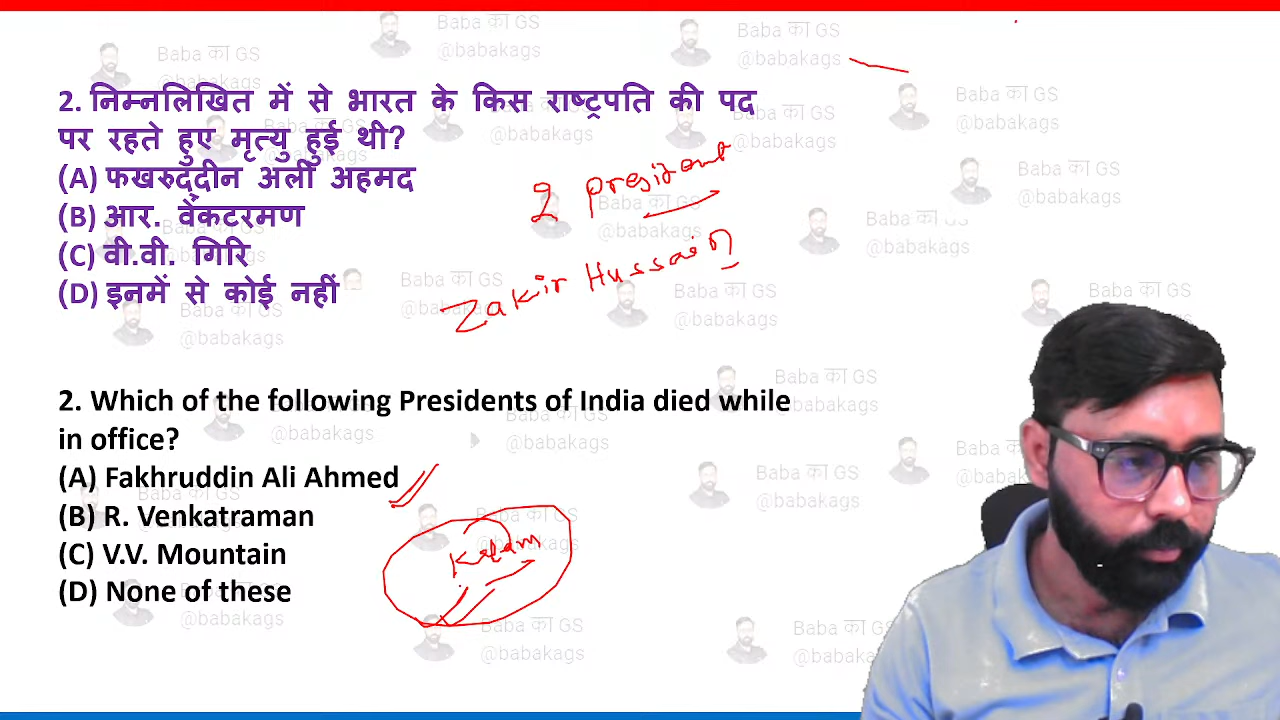 2. निम्नलिखित में से भारत के किस राष्ट्रपति की पद
पर रहते हुए मृत्यु हुई थी?
(A) फखरुद्दीन अली अहमद
(B) आर. वेंकटरमण
(C) वी.वी. गिरि
(D) इनमें से कोई नहीं
2 president
Zakir Hussain
2. Which of the following Presidents of India died while
in office?
(A) Fakhruddin Ali Ahmed
(B) R. Venkatraman
(C) V.V. Mountain
(D) None of these
Kalam
Baba का GS
@babakags